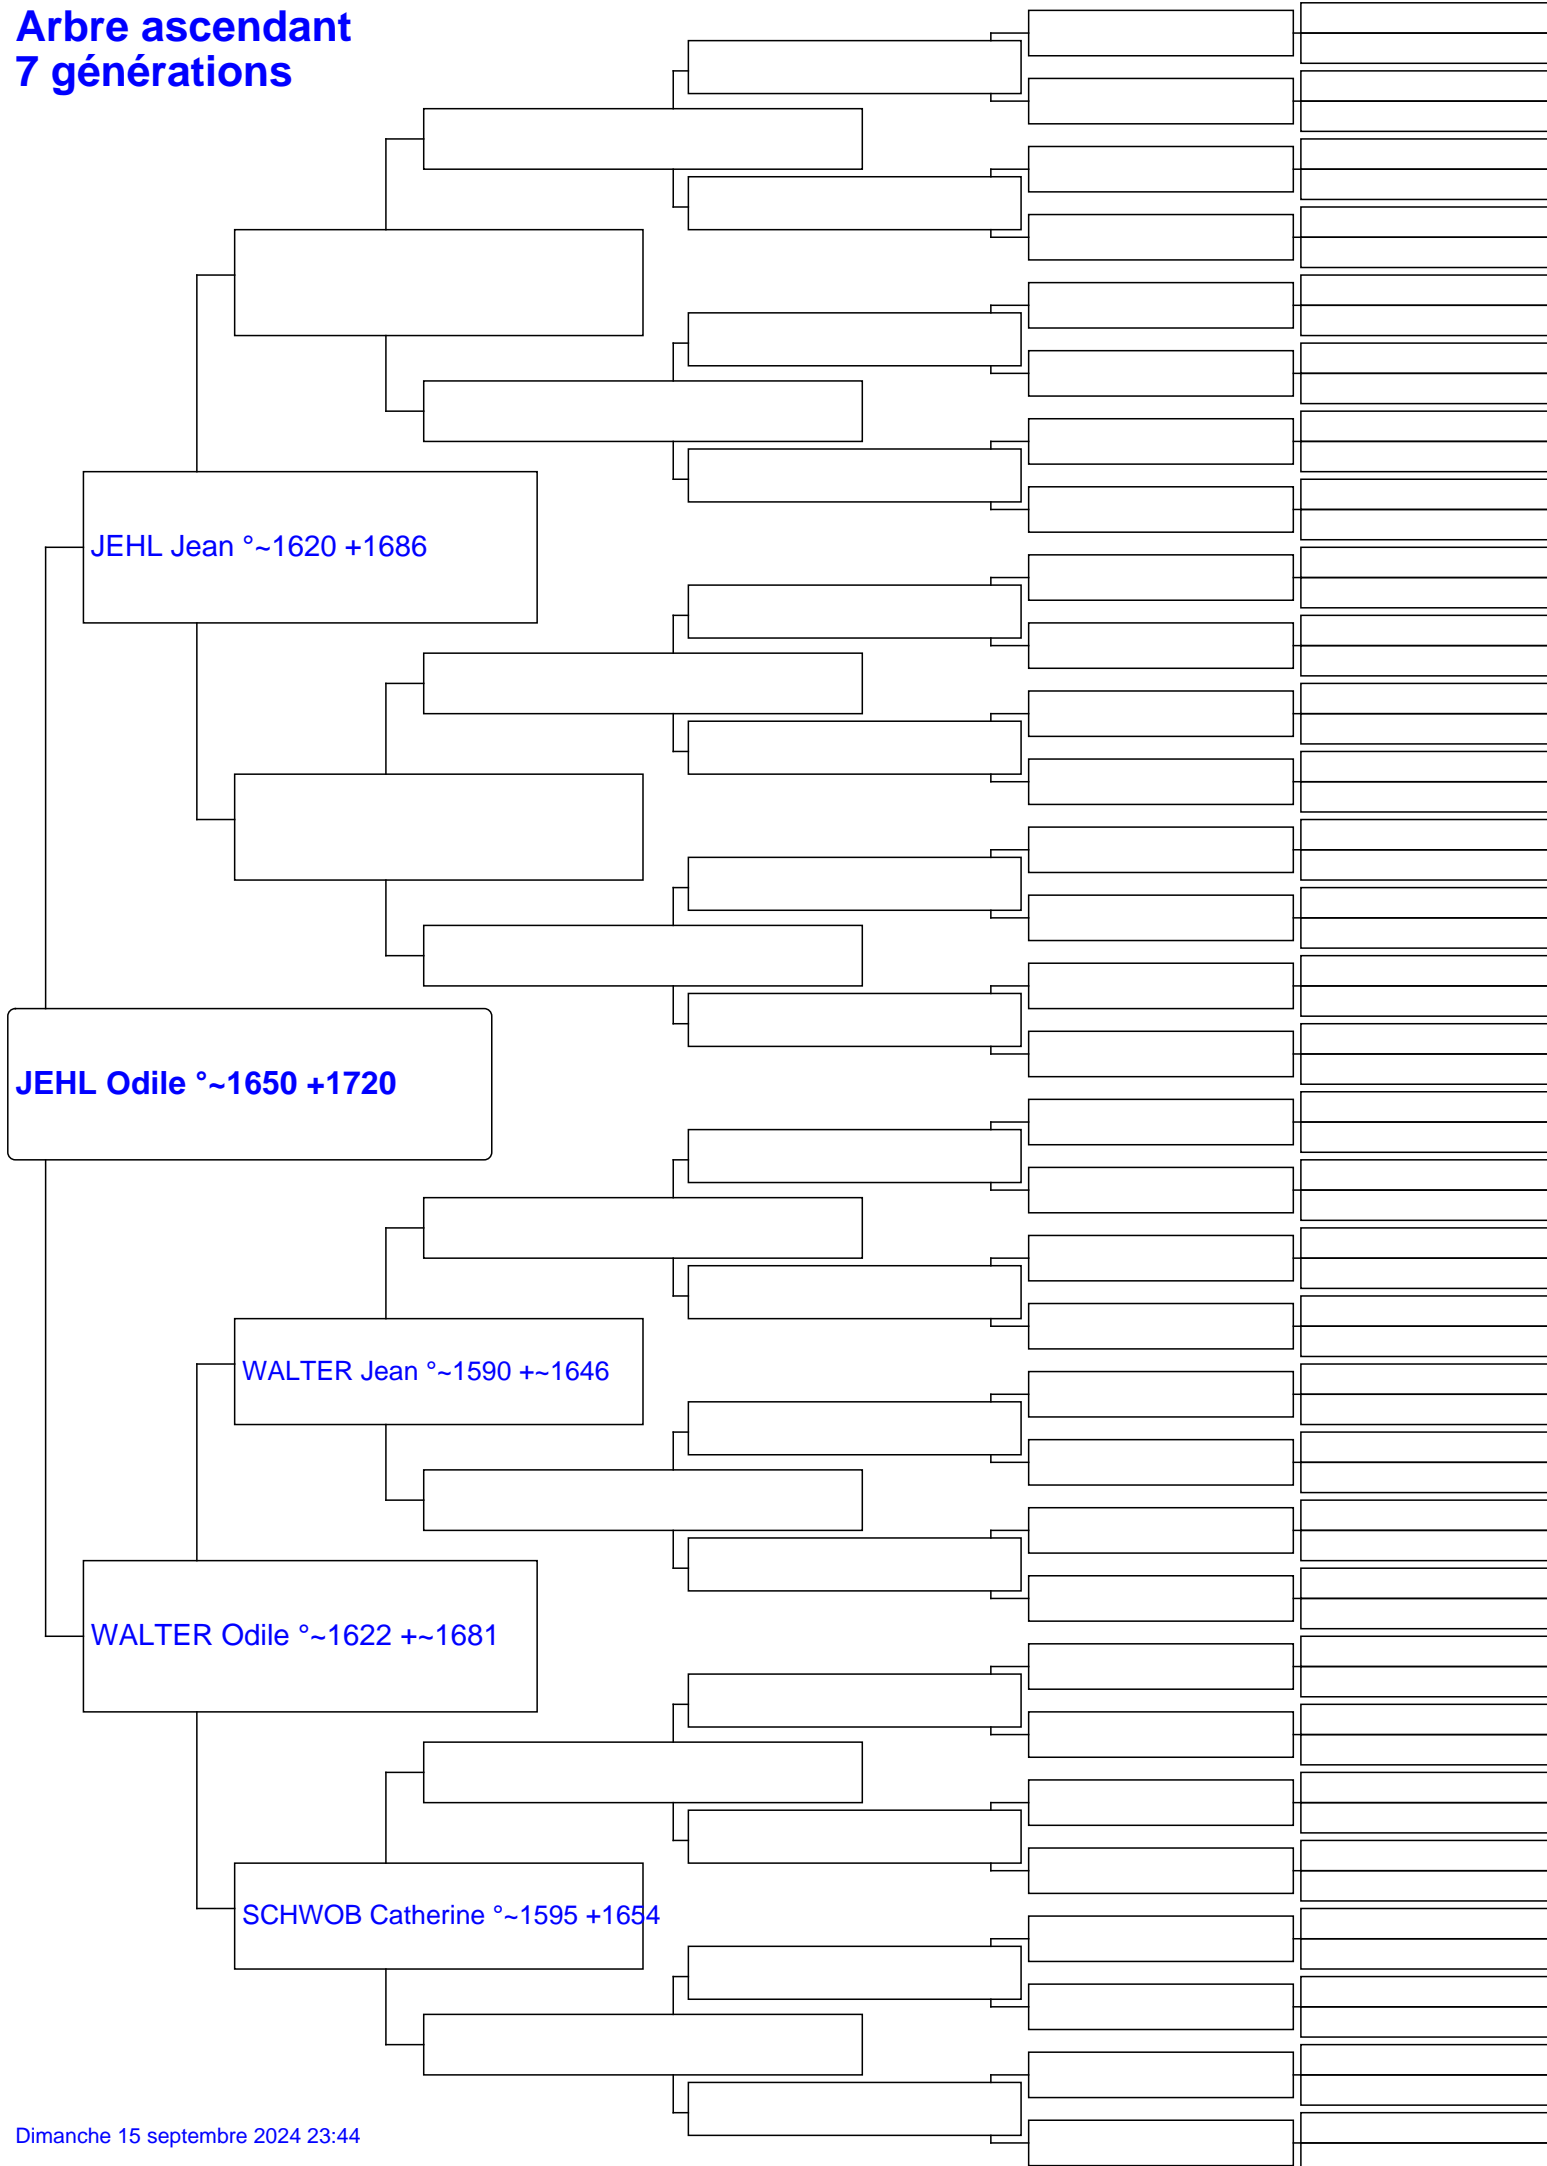 Arbre ascendant
7 générations
JEHL Jean °~1620 +1686
JEHL Odile °~1650 +1720
WALTER Jean °~1590 +~1646
WALTER Odile °~1622 +~1681
SCHWOB Catherine °~1595 +1654
Dimanche 15 septembre 2024 23:44